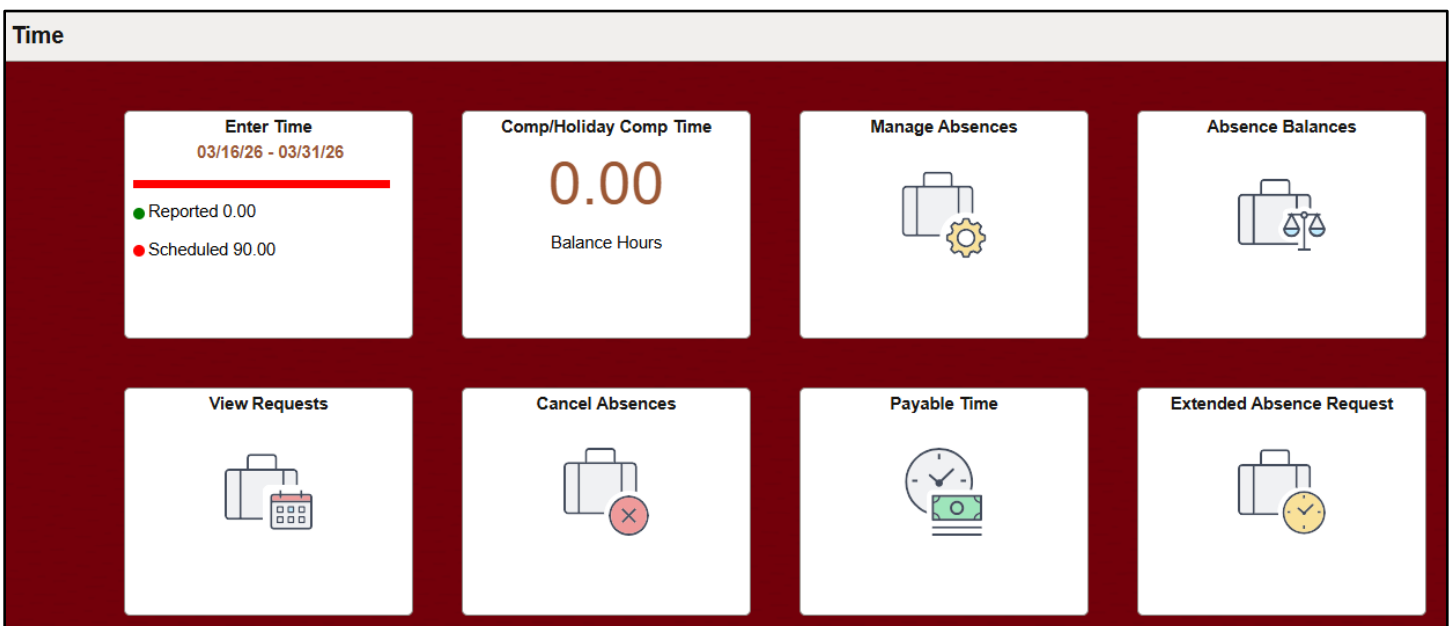 Time
Enter Time
03/16/26 - 03/31/26
Reported 0.00
Scheduled 90.00
Comp/Holiday Comp Time
0.00
Balance Hours
Manage Absences
Absence Balances
View Requests
Cancel Absences
Payable Time
Extended Absence Request